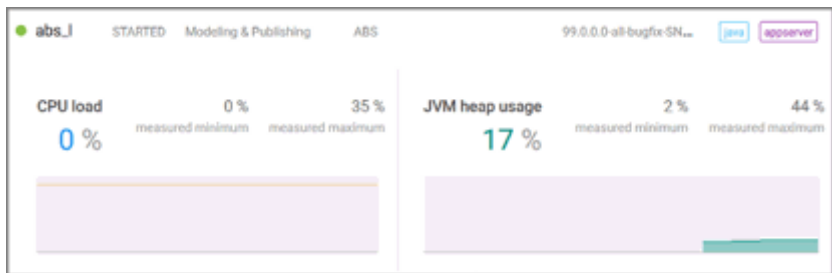 abs_l STARTED Modeling & Publishing ABS 99.0.0.0-all-bugfix-SN... java appserver
CPU load 0 % 35 % JVM heap usage 2 % 44 %
0 % measured minimum measured maximum 17 % measured minimum measured maximum